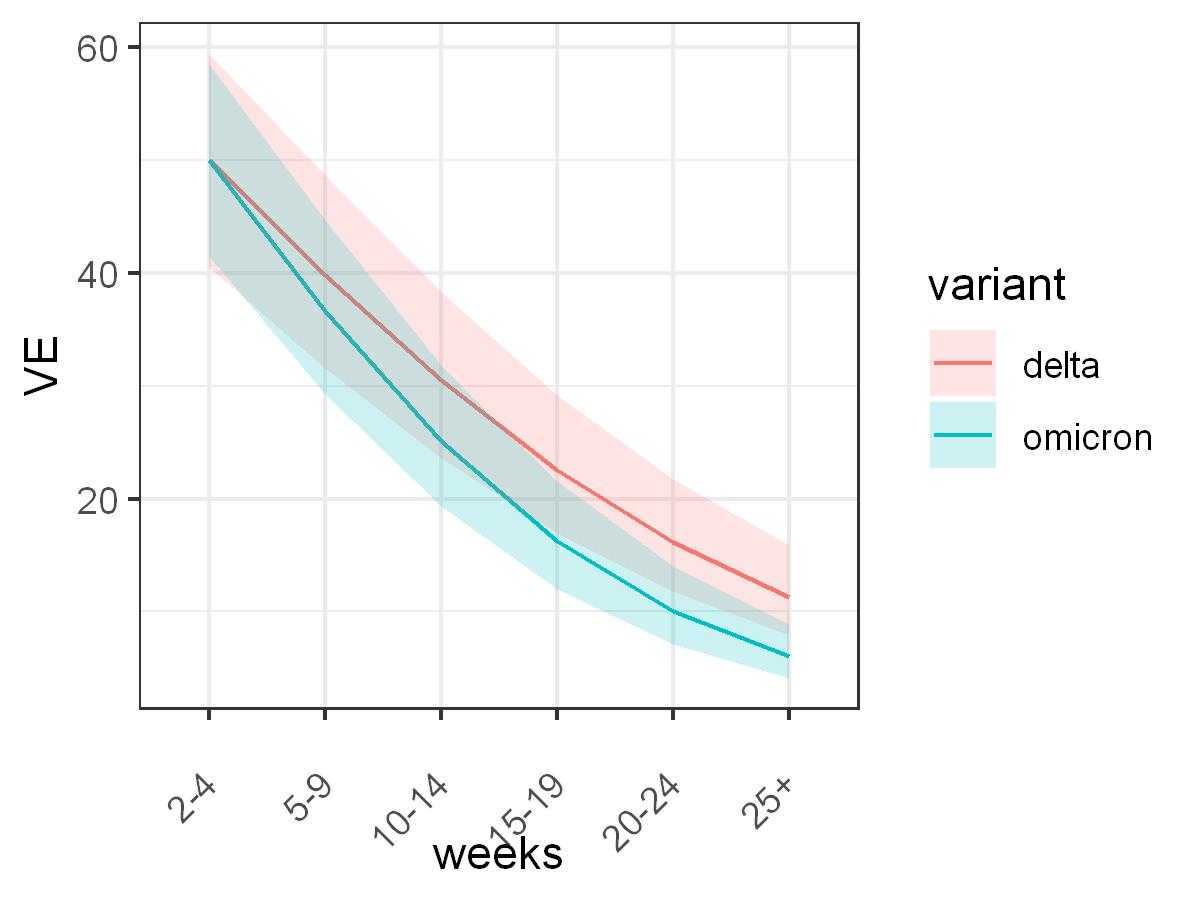 60
40
20
VE
2-4
5-9
10-14
15-19
20-24
25+
weeks
variant
delta
omicron